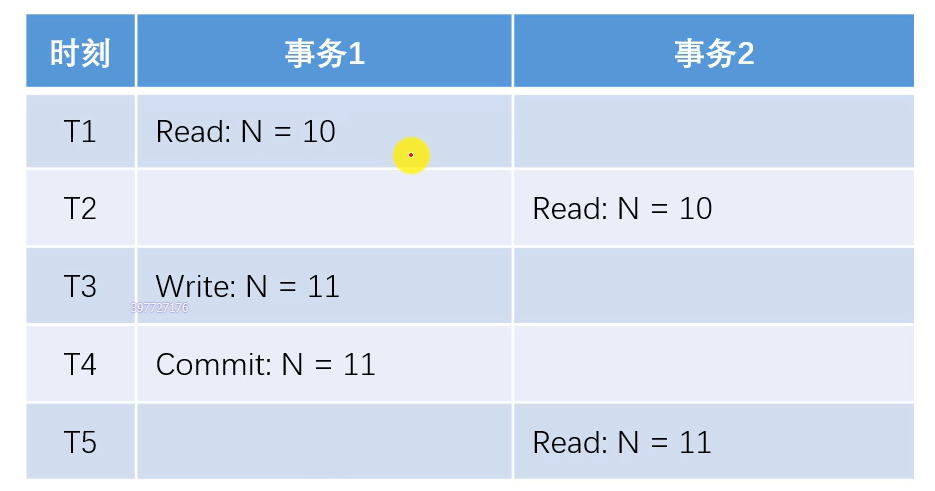 时刻 事务1 事务2
T1 Read: N = 10
T2 Read: N = 10
T3 Write: N = 11
397727176
T4 Commit: N = 11
T5 Read: N = 11